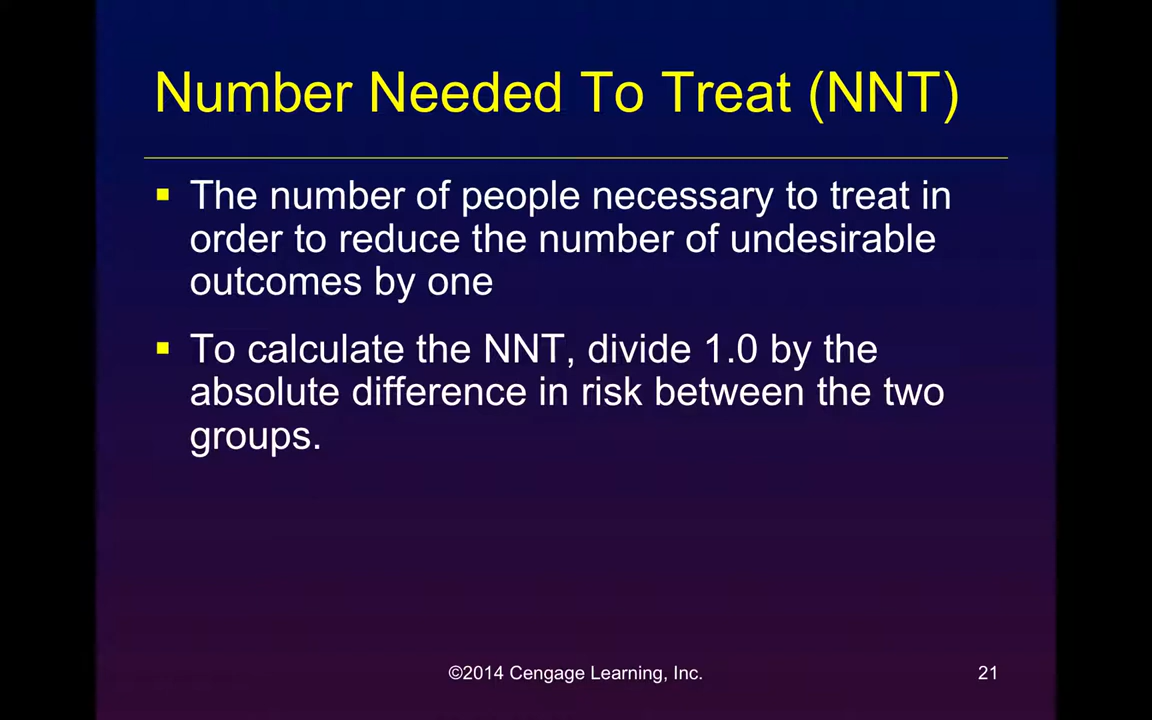 Number Needed To Treat (NNT)
▪ The number of people necessary to treat in
order to reduce the number of undesirable
outcomes by one
▪ To calculate the NNT, divide 1.0 by the
absolute difference in risk between the two
groups.
©2014 Cengage Learning, Inc.
21